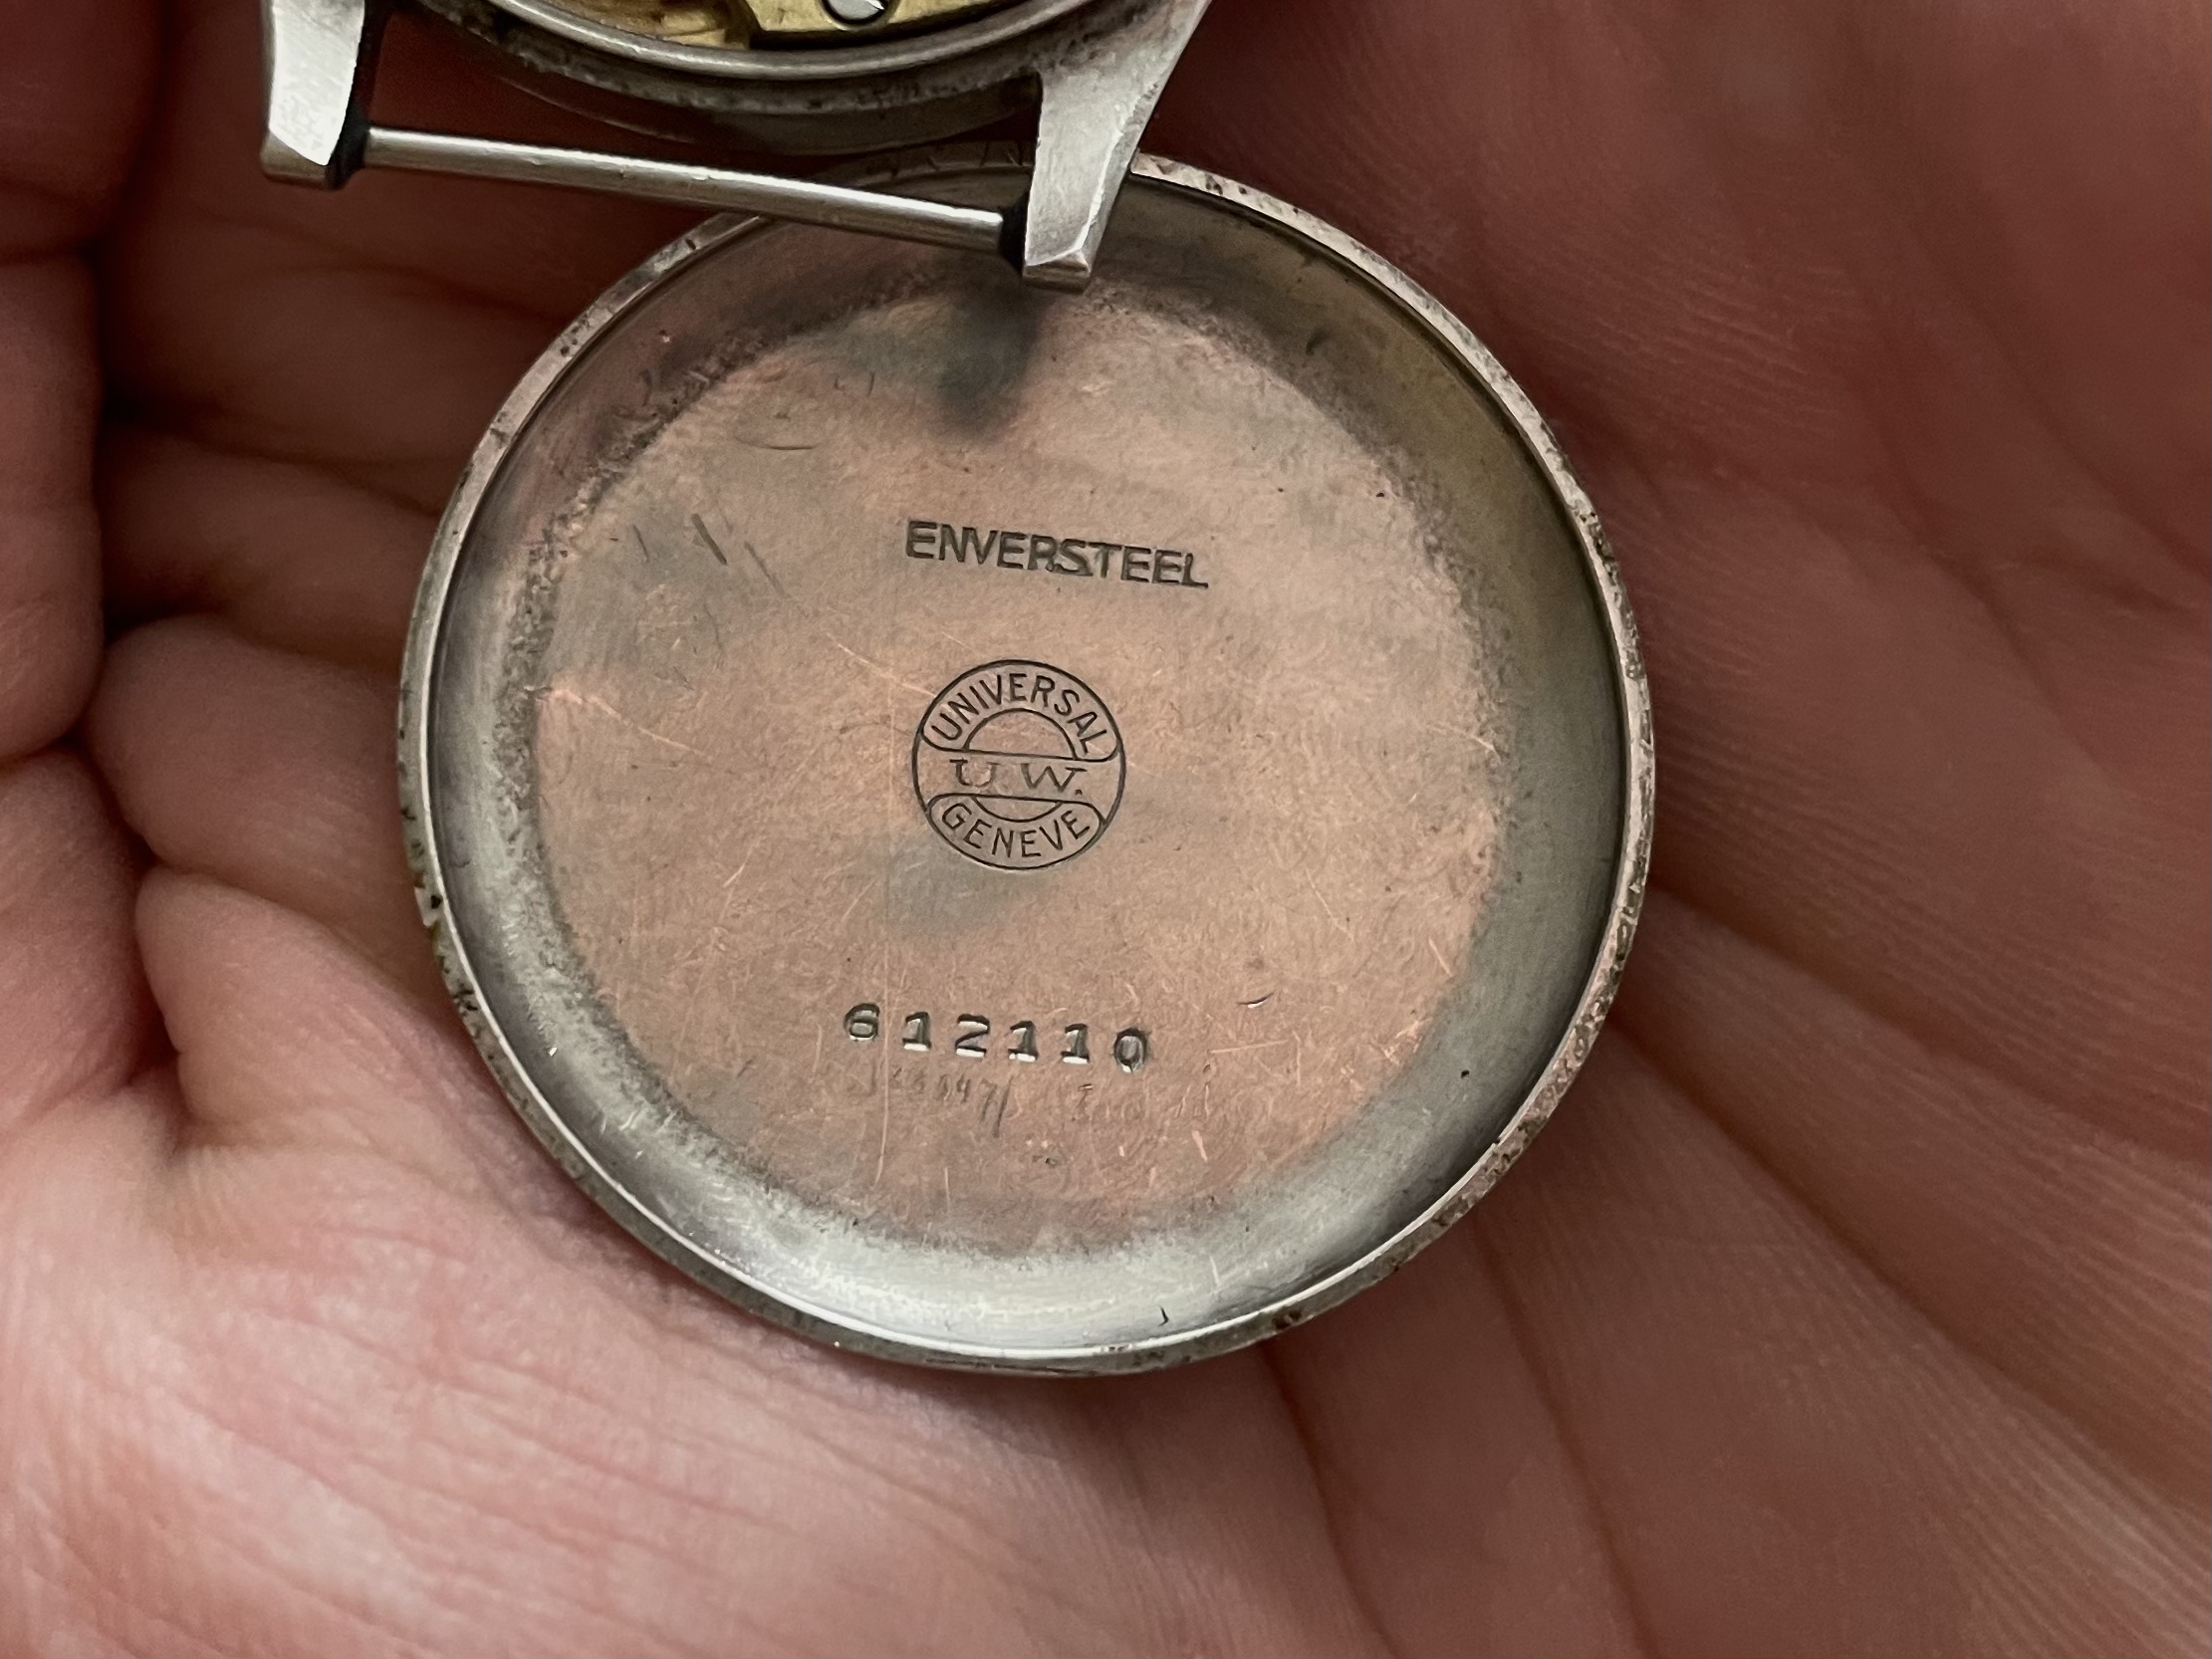 ENVERSTEEL
UNIVERSAL
U.W.
GENEVE
612110